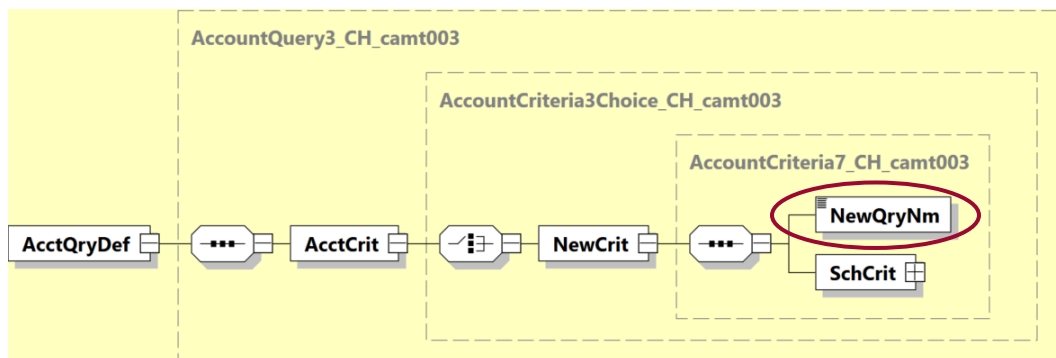 AccountQuery3_CH_camt003
AccountCriteria3Choice_CH_camt003
AccountCriteria7_CH_camt003
NewQryNm
AcctQryDef
AcctCrit
NewCrit
SchCrit